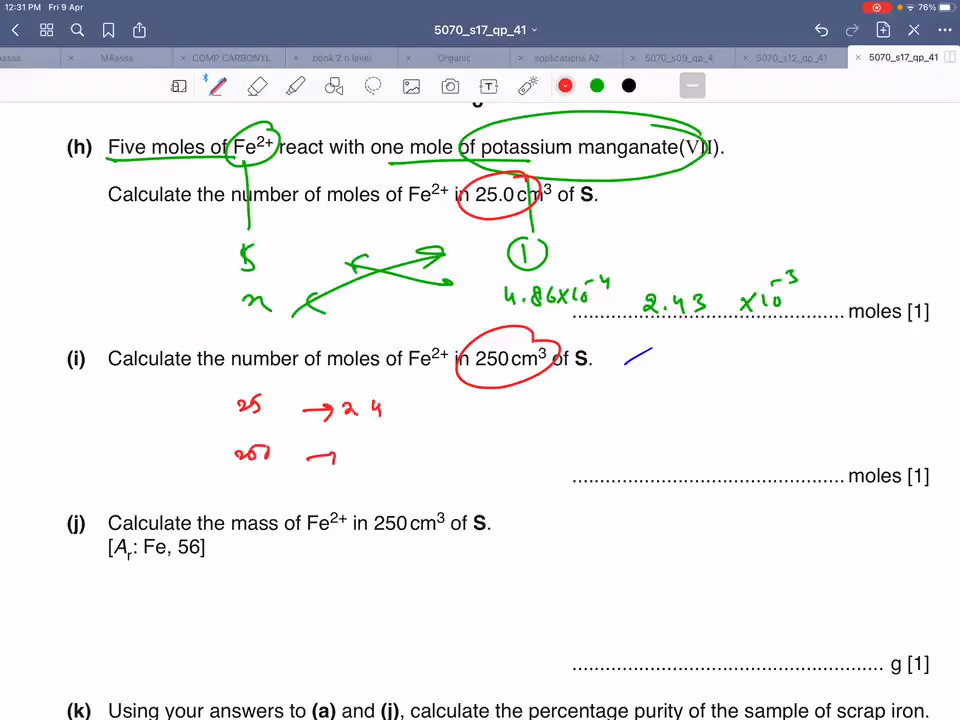 12:31 PM Fri 9 Apr
76%
5070_s17_qp_41
assss
MAssss
COMP CARBONYL
book 2 o level
Organic
applications A2
5070_s09_qp_4
5070_s12_qp_41
5070_s17_qp_41
(h) Five moles of Fe²⁺ react with one mole of potassium manganate(VII).
Calculate the number of moles of Fe²⁺ in 25.0 cm³ of S.
5 1
x 4.86×10⁻⁴ 2.43 ×10⁻³ moles [1]
(i) Calculate the number of moles of Fe²⁺ in 250 cm³ of S.
25 → 2 4
250 →
moles [1]
(j) Calculate the mass of Fe²⁺ in 250 cm³ of S.
[Aᵣ: Fe, 56]
g [1]
(k) Using your answers to (a) and (j), calculate the percentage purity of the sample of scrap iron.